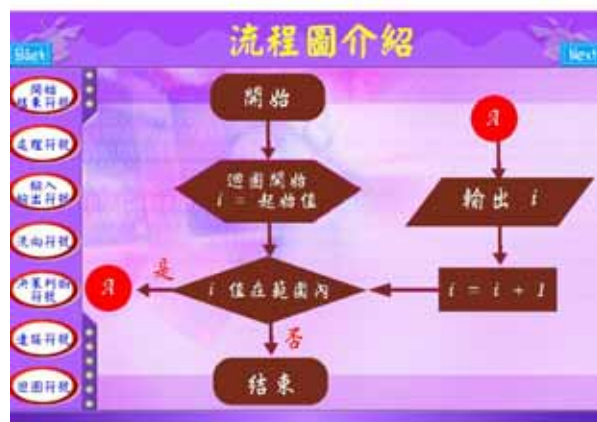 流程圖介紹
Back
Next
開始
結束符號
處理符號
輸入
輸出符號
流向符號
決策判斷
符號
連接符號
迴圈符號
開始
迴圈開始
i = 起始值
i 值在範圍內
是
A
否
結束
A
輸出 i
i = i + 1